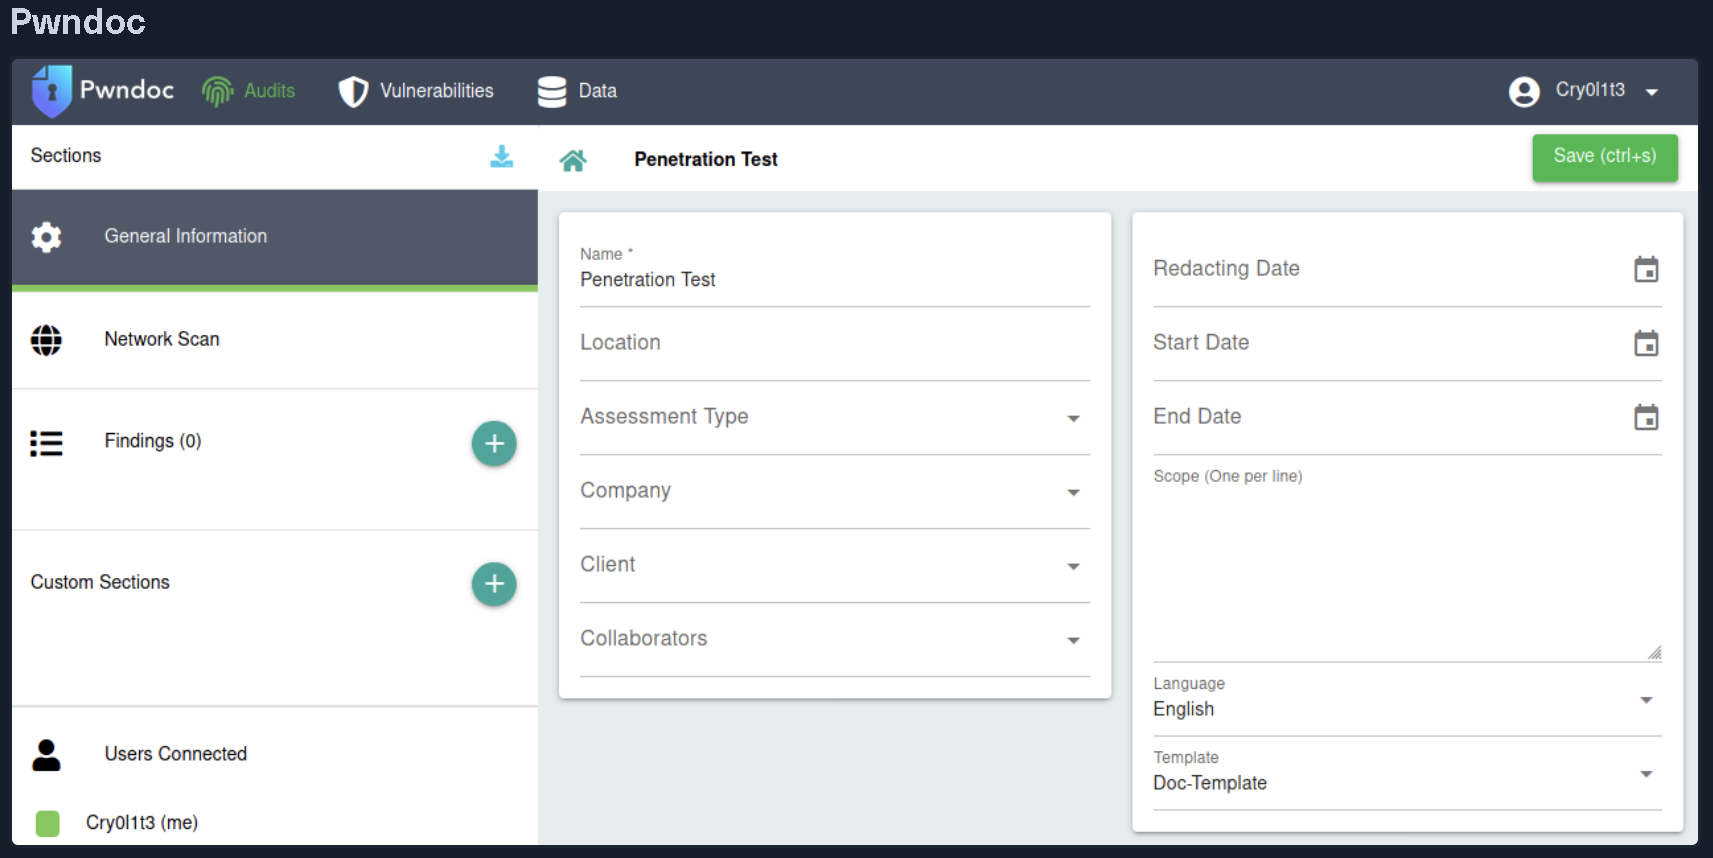 Pwndoc
Pwndoc Audits Vulnerabilities Data Cry0l1t3
Sections
Penetration Test
Save (ctrl+s)
General Information
Network Scan
Findings (0)
Custom Sections
Users Connected
Cry0l1t3 (me)
Name *
Penetration Test
Location
Assessment Type
Company
Client
Collaborators
Redacting Date
Start Date
End Date
Scope (One per line)
Language
English
Template
Doc-Template